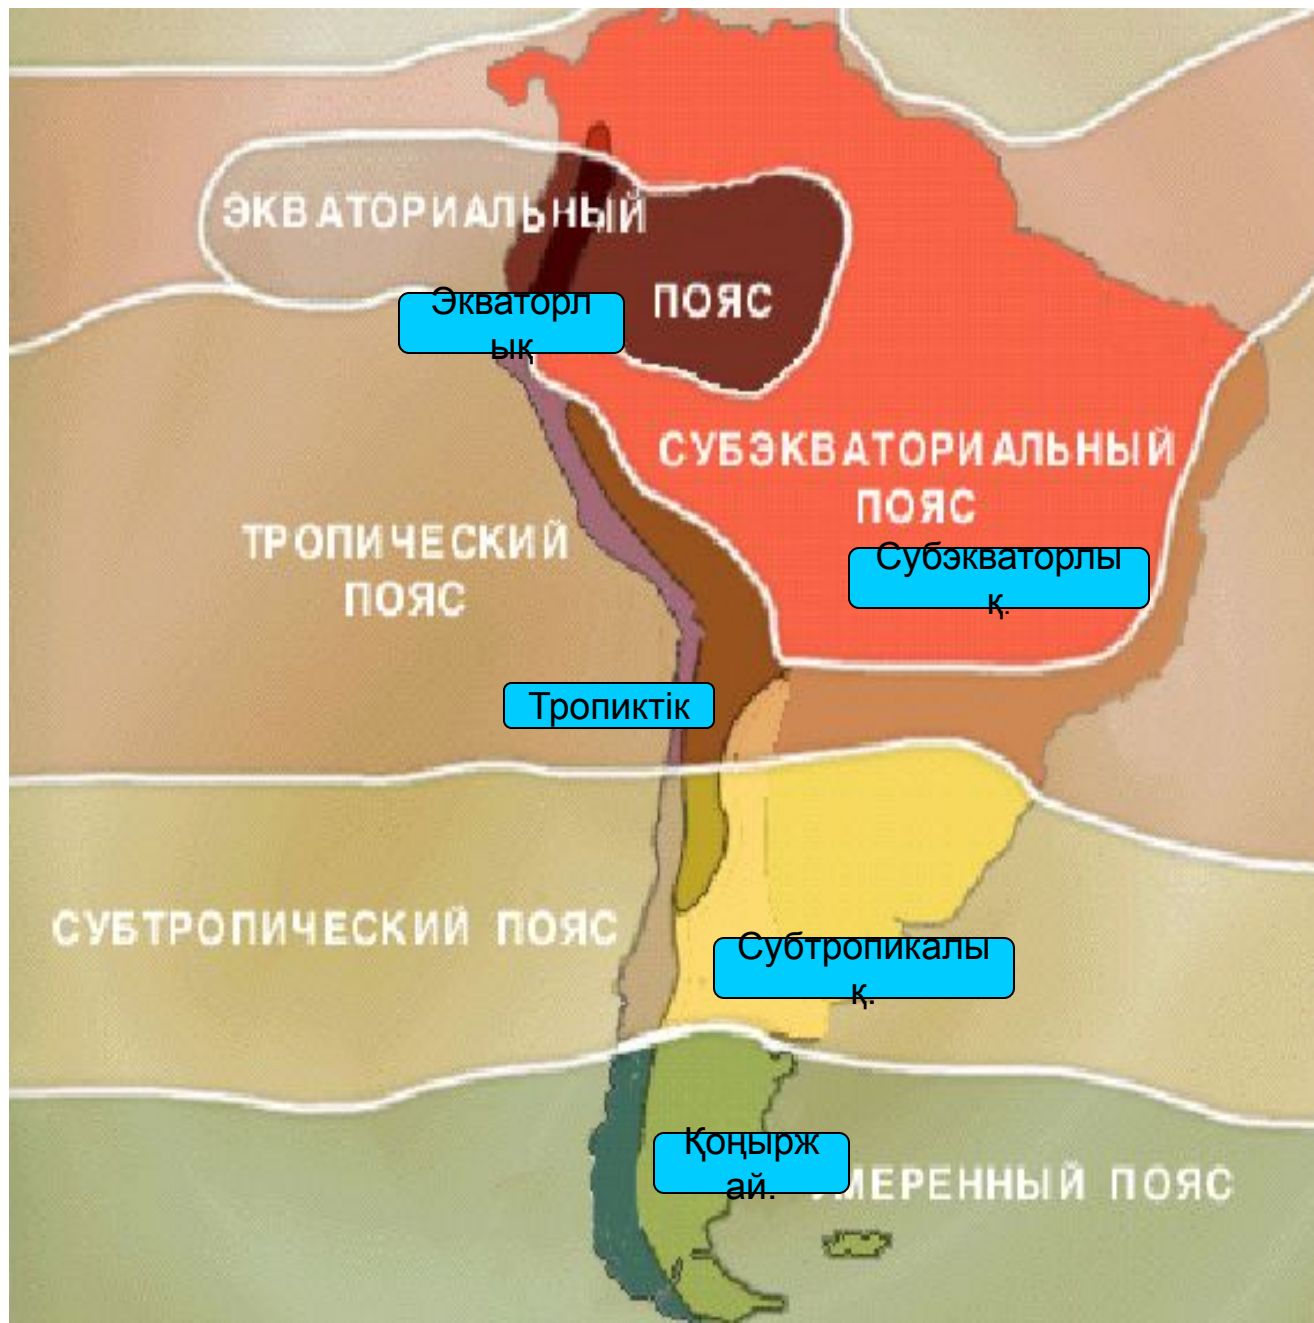 ЭКВАТОРИАЛЬНЫЙ
ПОЯС
Экваторл
ық
СУБЭКВАТОРИАЛЬНЫЙ
ПОЯС
Субэкваторлы
қ.
ТРОПИЧЕСКИЙ
ПОЯС
Тропиктік
СУБТРОПИЧЕСКИЙ ПОЯС
Субтропикалы
қ.
Қоңырж
ай.
МЕРЕННЫЙ ПОЯС